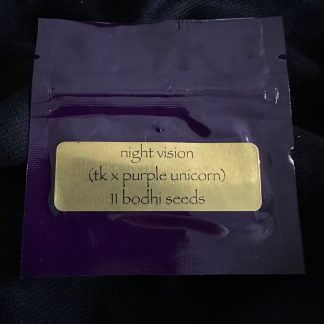 night vision
(tk x purple unicorn)
11 bodhi seeds